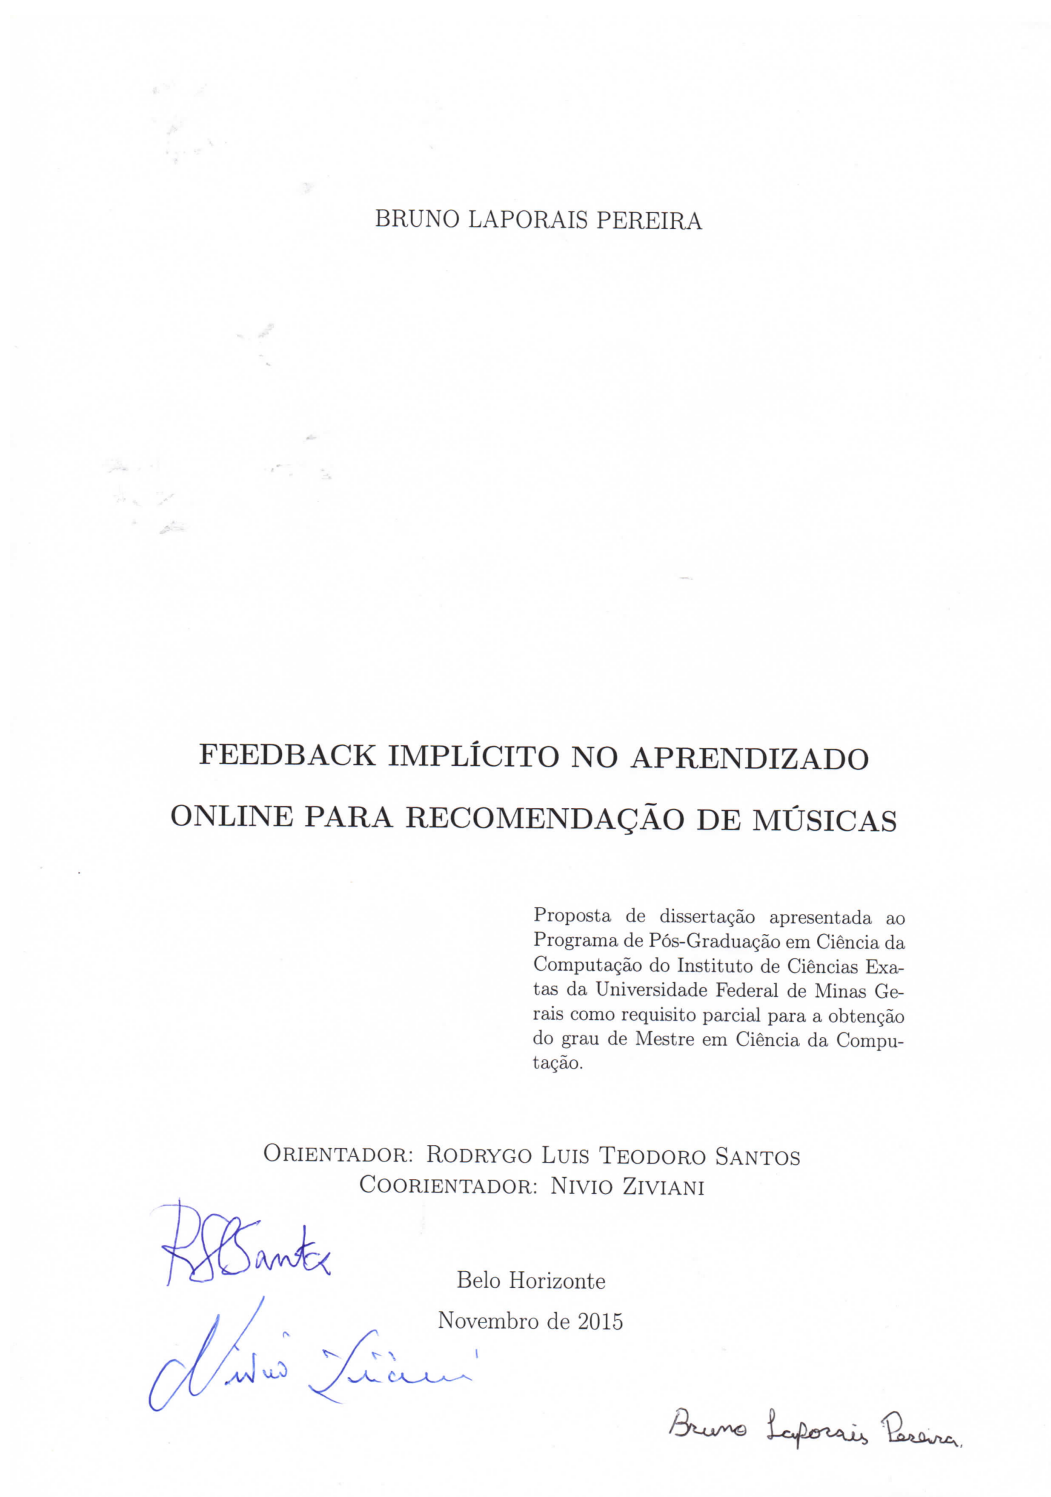 BRUNO LAPORAIS PEREIRA
FEEDBACK IMPLÍCITO NO APRENDIZADO
ONLINE PARA RECOMENDAÇÃO DE MÚSICAS
Proposta de dissertação apresentada ao
Programa de Pós-Graduação em Ciência da
Computação do Instituto de Ciências Exa-
tas da Universidade Federal de Minas Ge-
rais como requisito parcial para a obtenção
do grau de Mestre em Ciência da Compu-
tação.
ORIENTADOR: RODRYGO LUIS TEODORO SANTOS
COORIENTADOR: NIVIO ZIVIANI
RLTSantos
Belo Horizonte
Novembro de 2015
Nivio Ziviani
Bruno Laporais Pereira.